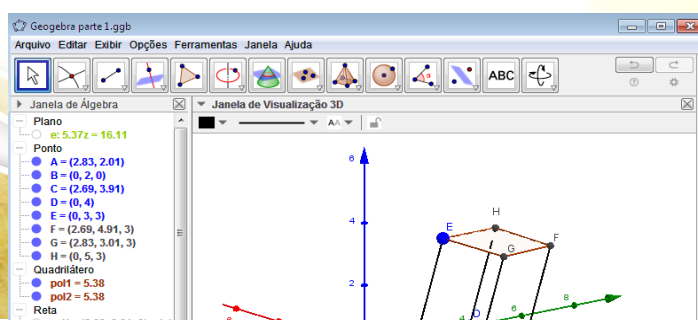 Geogebra parte 1.ggb
Arquivo Editar Exibir Opções Ferramentas Janela Ajuda
ABC
Janela de Álgebra
Janela de Visualização 3D
AA
Plano
e: 5.37z = 16.11
Ponto
A = (2.83, 2.01)
B = (0, 2, 0)
C = (2.69, 3.91)
D = (0, 4)
E = (0, 3, 3)
F = (2.69, 4.91, 3)
G = (2.83, 3.01, 3)
H = (0, 5, 3)
Quadrilátero
pol1 = 5.38
pol2 = 5.38
Reta
6
4
2
E
H
G
F
D
4
6
8